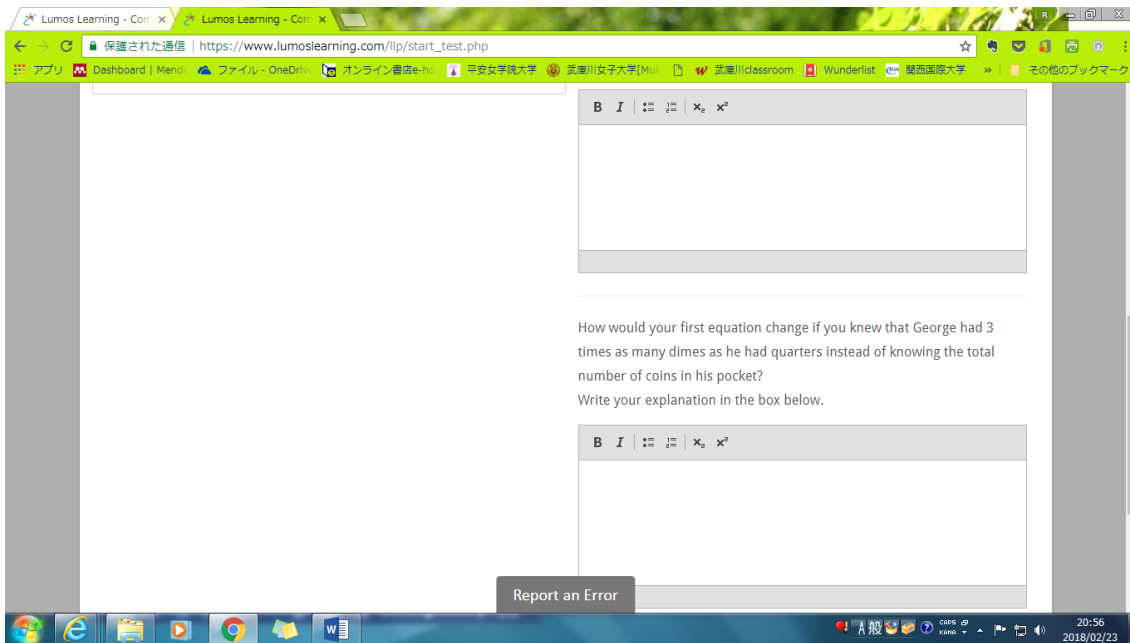 Lumos Learning - Com
Lumos Learning - Com
R
保護された通信 | https://www.lumoslearning.com/llp/start_test.php
アプリ Dashboard | Mende ファイル - OneDrive オンライン書店e-ho 平安女学院大学 武庫川女子大学[Muk 武庫川classroom Wunderlist 関西国際大学 » その他のブックマーク
B I
How would your first equation change if you knew that George had 3
times as many dimes as he had quarters instead of knowing the total
number of coins in his pocket?
Write your explanation in the box below.
B I
Report an Error
A 般 CAPS KANA 20:56
2018/02/23